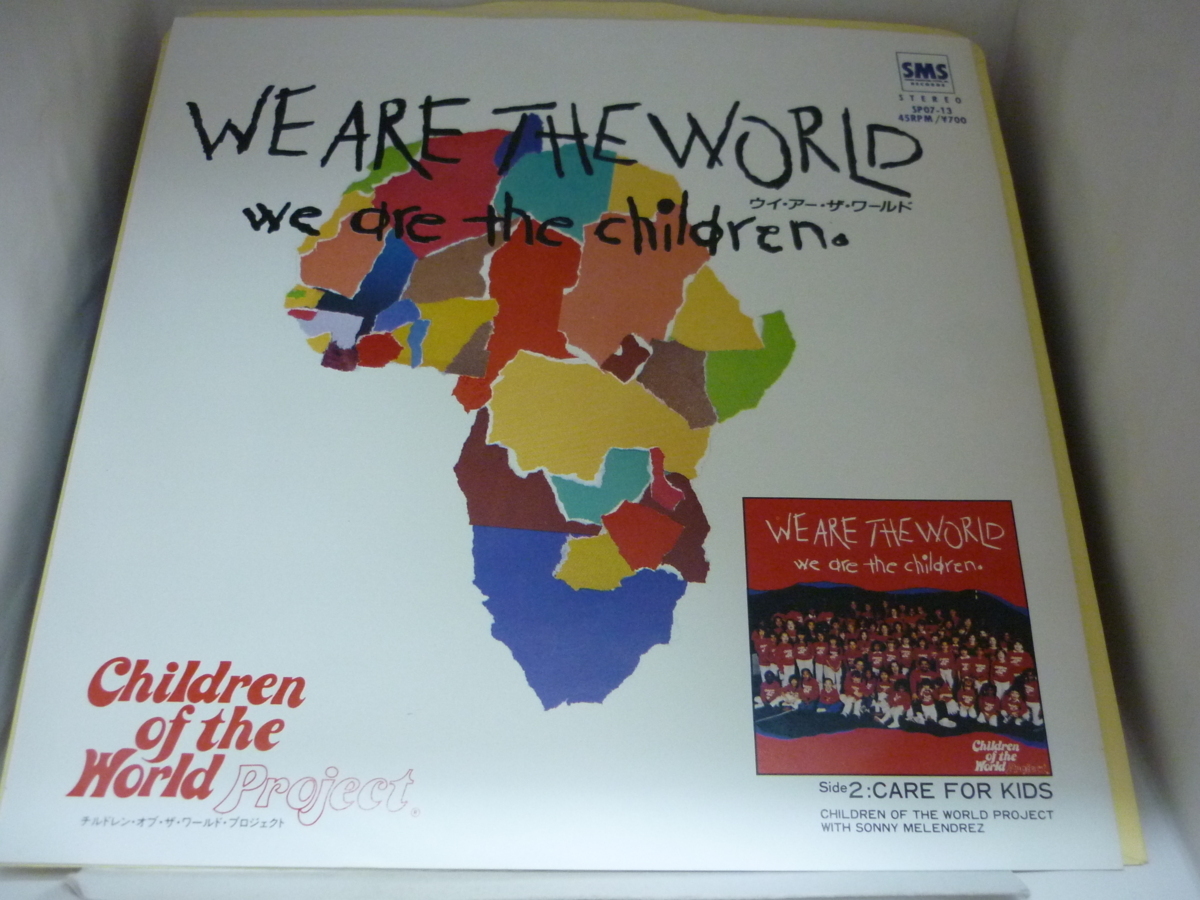 SMS
RECORDS
STEREO
SP07-13
45RPM/¥700
WE ARE THE WORLD
ウイ・アー・ザ・ワールド
we are the children.
WE ARE THE WORLD
we are the children.
Children
of the
World
Project
Children
of the
World Project.
チルドレン・オブ・ザ・ワールド・プロジェクト
Side 2:CARE FOR KIDS
CHILDREN OF THE WORLD PROJECT
WITH SONNY MELENDREZ